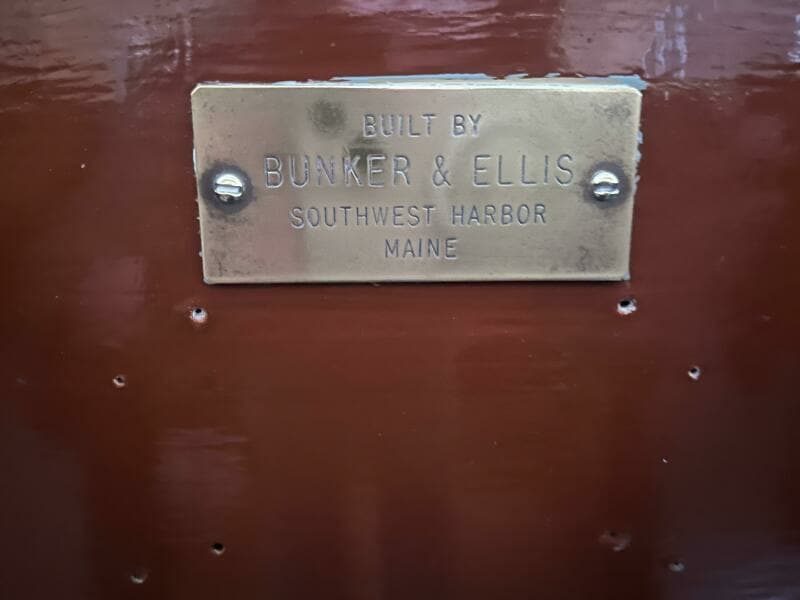 BUILT BY
BUNKER & ELLIS
SOUTHWEST HARBOR
MAINE